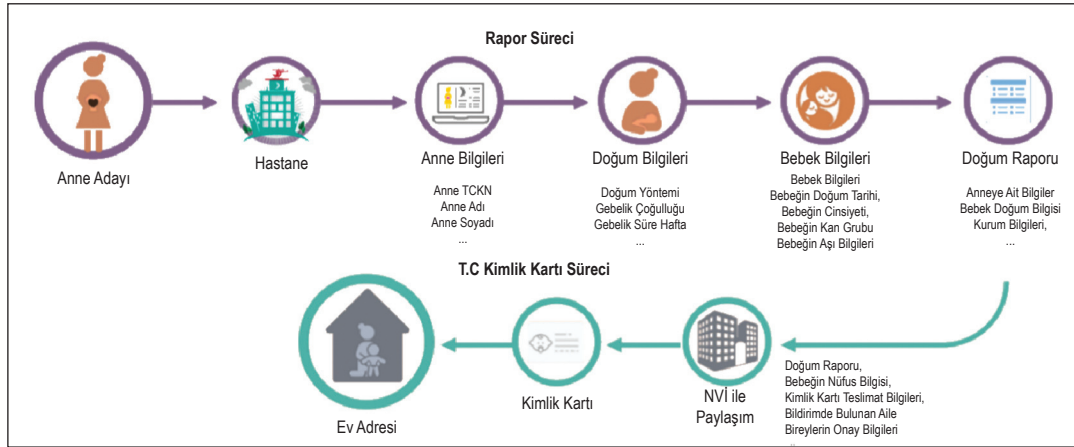 Rapor Süreci
Anne Adayı
Hastane
Anne Bilgileri
Anne TCKN
Anne Adı
Anne Soyadı
...
Doğum Bilgileri
Doğum Yöntemi
Gebelik Çoğulluğu
Gebelik Süre Hafta
...
Bebek Bilgileri
Bebek Bilgileri
Bebeğin Doğum Tarihi,
Bebeğin Cinsiyeti,
Bebeğin Kan Grubu
Bebeğin Aşı Bilgileri
Doğum Raporu
Anneye Ait Bilgiler
Bebek Doğum Bilgisi
Kurum Bilgileri,
...
T.C Kimlik Kartı Süreci
NVİ ile
Paylaşım
Doğum Raporu,
Bebeğin Nüfus Bilgisi,
Kimlik Kartı Teslimat Bilgileri,
Bildirimde Bulunan Aile
Bireylerin Onay Bilgileri
Kimlik Kartı
Ev Adresi